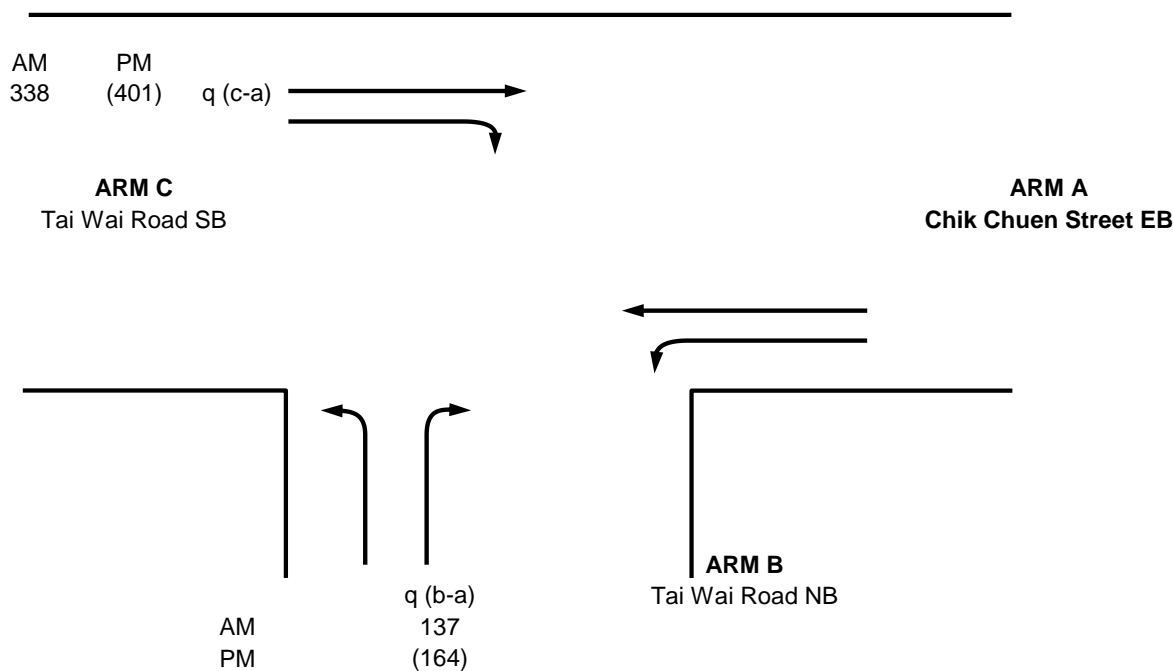 AM PM
338 (401) q (c-a)
ARM C
Tai Wai Road SB
ARM A
Chik Chuen Street EB
ARM B
Tai Wai Road NB
q (b-a)
AM 137
PM (164)